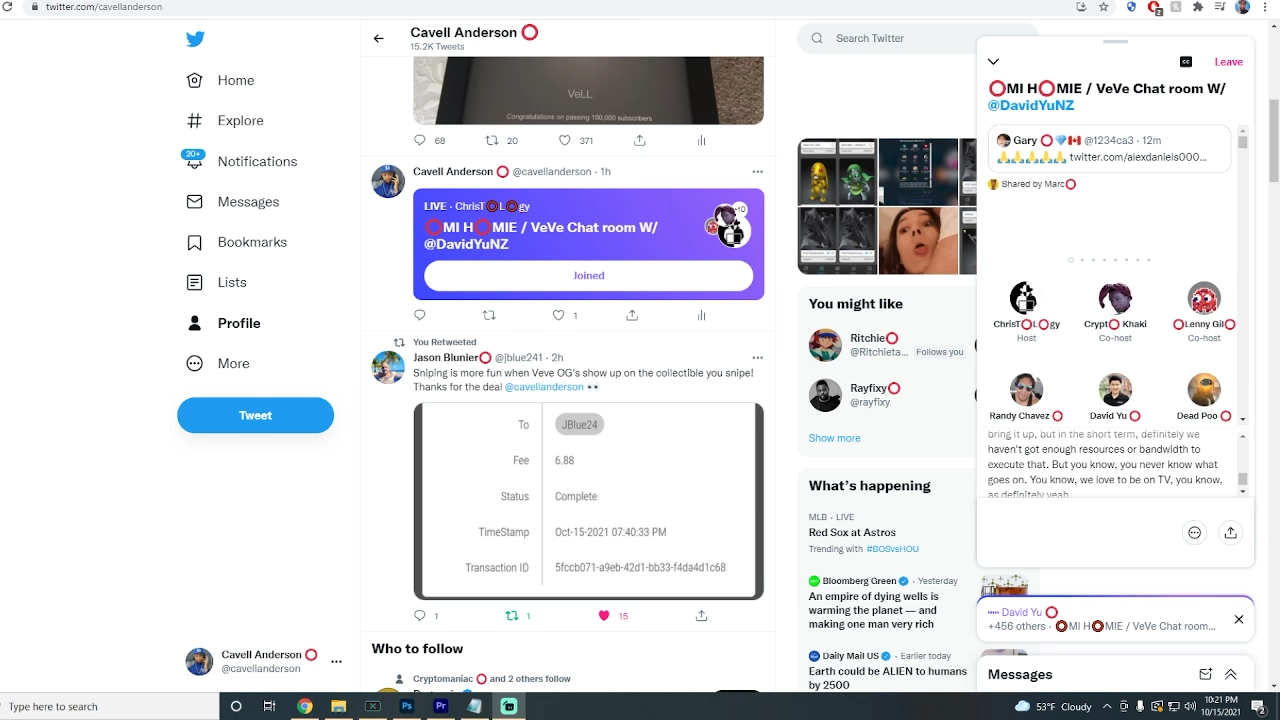 twitter.com/cavellanderson
Home
Explore
20+
Notifications
Messages
Bookmarks
Lists
Profile
More
Tweet
Cavell Anderson ⭕
@cavellanderson
Cavell Anderson ⭕
15.2K Tweets
VeLL
Congratulations on passing 100,000 subscribers
68 20 371
Cavell Anderson ⭕ @cavellanderson · 1h
LIVE · ChrisT⭕L⭕gy
+10
⭕MI H⭕MIE / VeVe Chat room W/
@DavidYuNZ
Joined
1
You Retweeted
Jason Blunier⭕ @jblue241 · 2h
Sniping is more fun when Veve OG's show up on the collectible you snipe!
Thanks for the deal @cavellanderson 👀
To JBlue24
Fee 6.88
Status Complete
TimeStamp Oct-15-2021 07:40:33 PM
Transaction ID 5fccb071-a9eb-42d1-bb33-f4da4d1c68
1 1 15
Who to follow
Cryptomaniac ⭕ and 2 others follow
Search Twitter
You might like
Ritchie⭕
@Ritchieta... Follows you
Rayfixy⭕
@rayfixy
Show more
What's happening
MLB · LIVE
Red Sox at Astros
Trending with #BOSvsHOU
Bloomberg Green · Yesterday
An empire of dying wells is
warming the planet — and
making one man very rich
Daily Mail US · Earlier today
Earth could be ALIEN to humans
by 2500
CC Leave
⭕MI H⭕MIE / VeVe Chat room W/
@DavidYuNZ
Gary ⭕💎🇨🇦 @1234ca3 · 12m
🙏🙏🙏🙏🙏 twitter.com/alexdaniels000...
Shared by Marc⭕
ChrisT⭕L⭕gy Crypt⭕ Khaki ⭕Lenny Gil⭕
Host Co-host Co-host
Randy Chavez ⭕ David Yu ⭕ Dead Poo ⭕
bring it up, but in the short term, definitely we
haven't got enough resources or bandwidth to
execute that. But you know, you never know what
goes on. You know, we love to be on TV, you know,
as definitely yeah.
David Yu ⭕
+456 others · ⭕MI H⭕MIE / VeVe Chat room...
Messages
Type here to search
Ps
Pr
53°F Cloudy
10:21 PM
10/15/2021